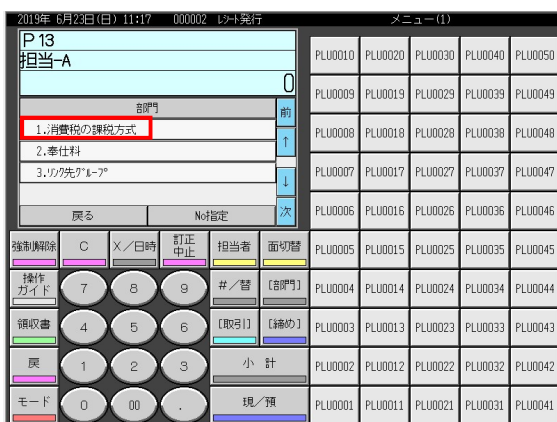 2019年 6月23日(日) 11:17 000002 ﾚｼｰﾄ発行 メニュー(1)
P13
担当-A
0
部門
前
1.消費税の課税方式
↑
2.奉仕料
3.ﾘﾝｸ先ｸﾞﾙｰﾌﾟ
↓
戻る No指定 次
強制解除 C ×／日時 訂正中止 担当者 面切替
操作ガイド 7 8 9 #／替 [部門]
領収書 4 5 6 [取引] [締め]
戻 1 2 3 小 計
モード 0 00 . 現／預
PLU0010 PLU0020 PLU0030 PLU0040 PLU0050
PLU0009 PLU0019 PLU0029 PLU0039 PLU0049
PLU0008 PLU0018 PLU0028 PLU0038 PLU0048
PLU0007 PLU0017 PLU0027 PLU0037 PLU0047
PLU0006 PLU0016 PLU0026 PLU0036 PLU0046
PLU0005 PLU0015 PLU0025 PLU0035 PLU0045
PLU0004 PLU0014 PLU0024 PLU0034 PLU0044
PLU0003 PLU0013 PLU0023 PLU0033 PLU0043
PLU0002 PLU0012 PLU0022 PLU0032 PLU0042
PLU0001 PLU0011 PLU0021 PLU0031 PLU0041